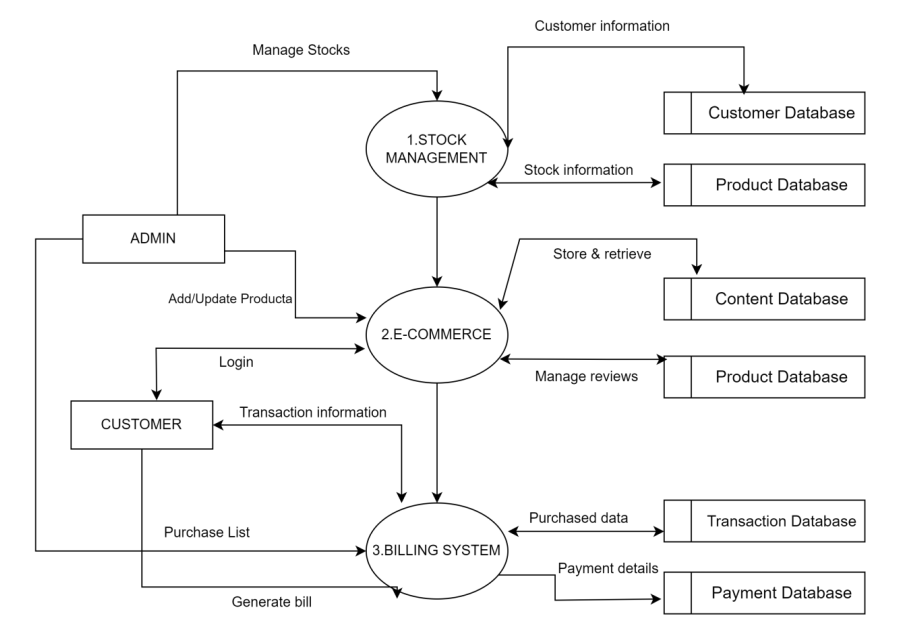 Customer information
Manage Stocks
Customer Database
1.STOCK
MANAGEMENT
Stock information
Product Database
ADMIN
Store & retrieve
Add/Update Producta
Content Database
2.E-COMMERCE
Login
Manage reviews
Product Database
Transaction information
CUSTOMER
Purchased data
Transaction Database
Purchase List
3.BILLING SYSTEM
Payment details
Payment Database
Generate bill